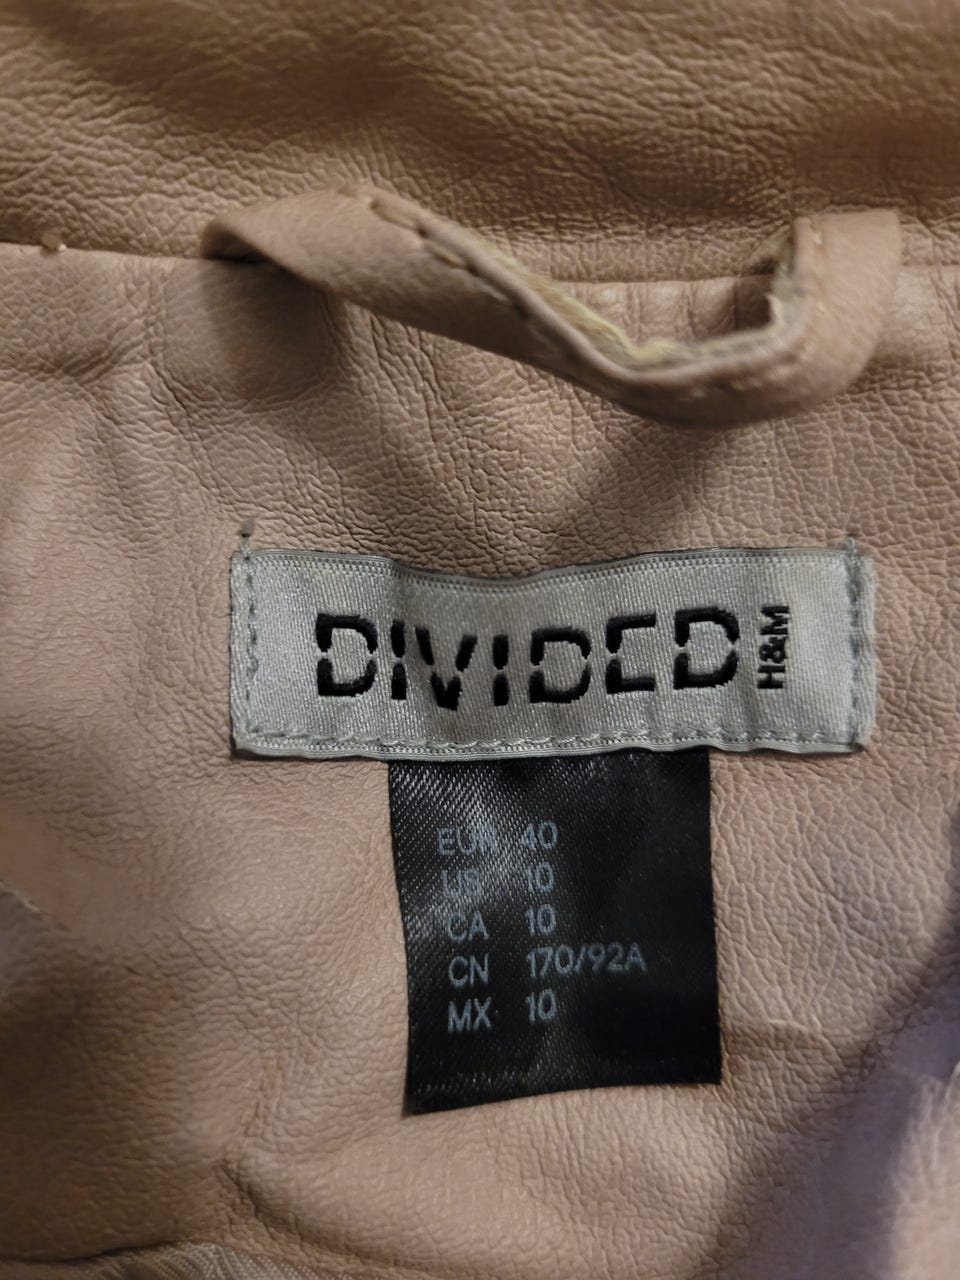 DIVIDED H&M
EUR 40
US 10
CA 10
CN 170/92A
MX 10